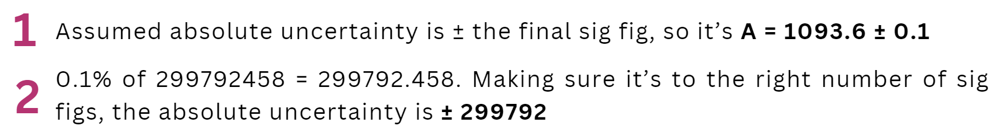 1 Assumed absolute uncertainty is ± the final sig fig, so it’s A = 1093.6 ± 0.1
2 0.1% of 299792458 = 299792.458. Making sure it’s to the right number of sig
figs, the absolute uncertainty is ± 299792